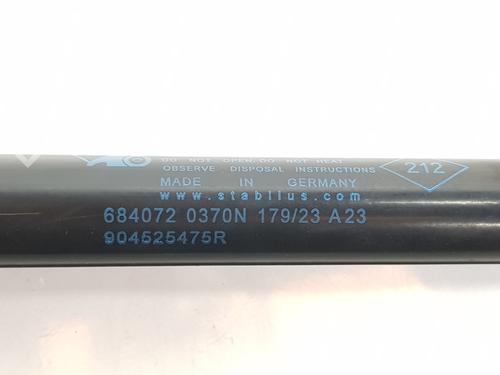 DO NOT OPEN. DO NOT HEAT
OBSERVE DISPOSAL INSTRUCTIONS
212
MADE IN GERMANY
www.stabilus.com
684072 0370N 179/23 A23
904525475R